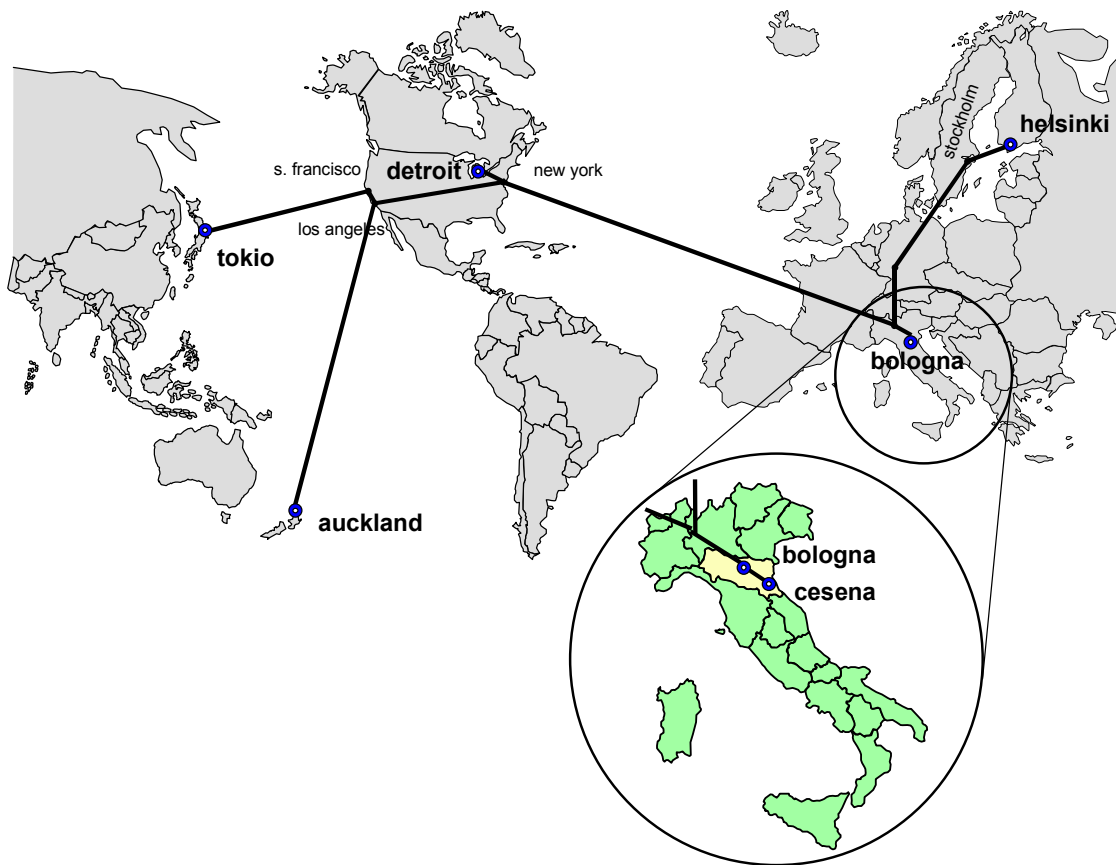 stockholm
helsinki
s. francisco
detroit
new york
los angeles
tokio
bologna
auckland
bologna
cesena